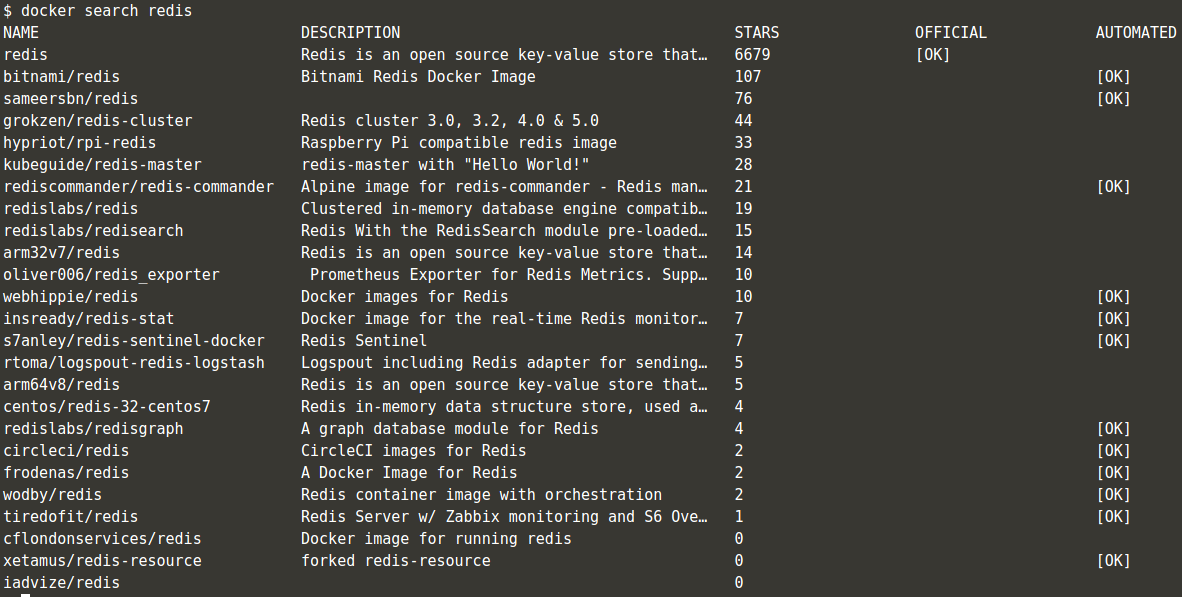 $ docker search redis
NAME DESCRIPTION STARS OFFICIAL AUTOMATED
redis Redis is an open source key-value store that… 6679 [OK]
bitnami/redis Bitnami Redis Docker Image 107 [OK]
sameersbn/redis 76 [OK]
grokzen/redis-cluster Redis cluster 3.0, 3.2, 4.0 & 5.0 44
hypriot/rpi-redis Raspberry Pi compatible redis image 33
kubeguide/redis-master redis-master with "Hello World!" 28
rediscommander/redis-commander Alpine image for redis-commander - Redis man… 21 [OK]
redislabs/redis Clustered in-memory database engine compatib… 19
redislabs/redisearch Redis With the RedisSearch module pre-loaded… 15
arm32v7/redis Redis is an open source key-value store that… 14
oliver006/redis_exporter Prometheus Exporter for Redis Metrics. Supp… 10
webhippie/redis Docker images for Redis 10 [OK]
insready/redis-stat Docker image for the real-time Redis monitor… 7 [OK]
s7anley/redis-sentinel-docker Redis Sentinel 7 [OK]
rtoma/logspout-redis-logstash Logspout including Redis adapter for sending… 5
arm64v8/redis Redis is an open source key-value store that… 5
centos/redis-32-centos7 Redis in-memory data structure store, used a… 4
redislabs/redisgraph A graph database module for Redis 4 [OK]
circleci/redis CircleCI images for Redis 2 [OK]
frodenas/redis A Docker Image for Redis 2 [OK]
wodby/redis Redis container image with orchestration 2 [OK]
tiredofit/redis Redis Server w/ Zabbix monitoring and S6 Ove… 1 [OK]
cflondonservices/redis Docker image for running redis 0
xetamus/redis-resource forked redis-resource 0 [OK]
iadvize/redis 0